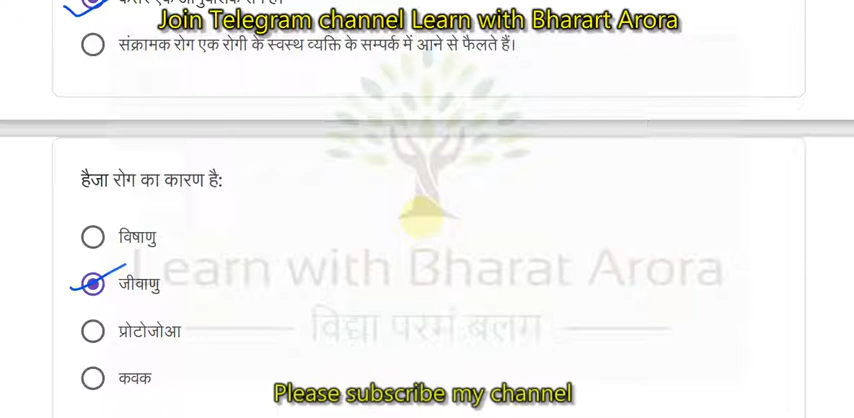 Join Telegram channel Learn with Bharart Arora
संक्रामक रोग एक रोगी के स्वस्थ व्यक्ति के सम्पर्क में आने से फैलते हैं।
हैजा रोग का कारण है:
विषाणु
Learn with Bharat Arora
जीवाणु
विद्या परमं बलम
प्रोटोजोआ
कवक
Please subscribe my channel